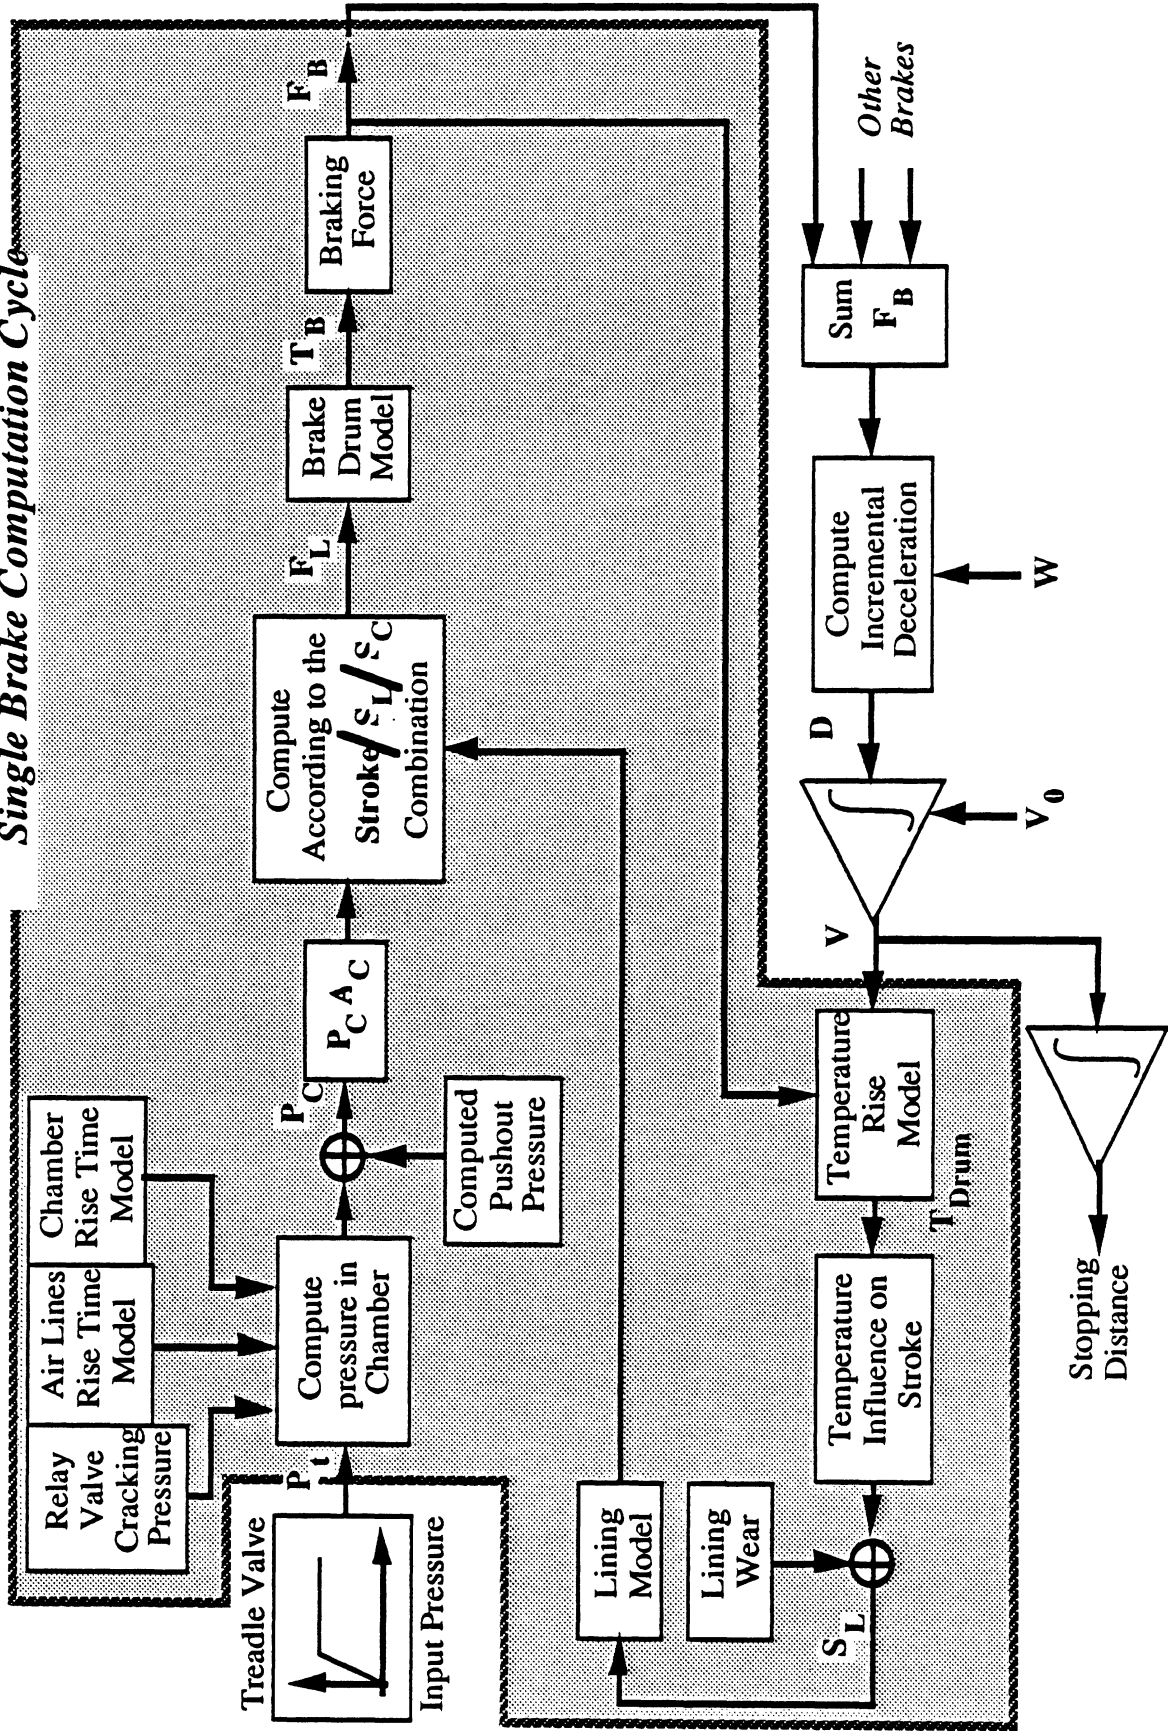 Single Brake Computation Cycle
Relay
Valve
Cracking
Pressure
Air Lines
Rise Time
Model
Chamber
Rise Time
Model
Treadle Valve
Input Pressure
P t
Compute
pressure in
Chamber
Computed
Pushout
Pressure
P C
P C A C
Compute
According to the
Stroke/S L/S C
Combination
F L
Brake
Drum
Model
T B
Braking
Force
F B
Lining
Model
Lining
Wear
S L
Temperature
Influence on
Stroke
T Drum
Temperature
Rise
Model
V
V 0
D
Compute
Incremental
Deceleration
W
Sum
F B
Other
Brakes
Stopping
Distance